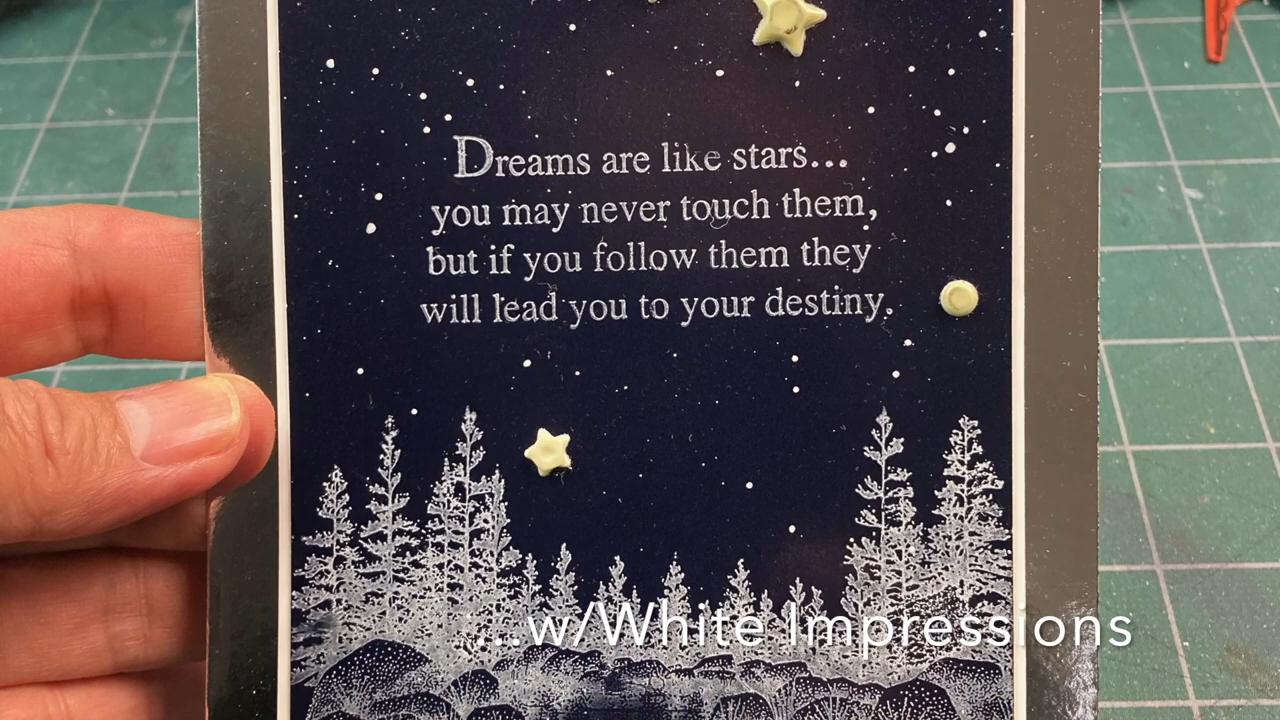 Dreams are like stars...
you may never touch them,
but if you follow them they
will lead you to your destiny.
...w/White Impressions